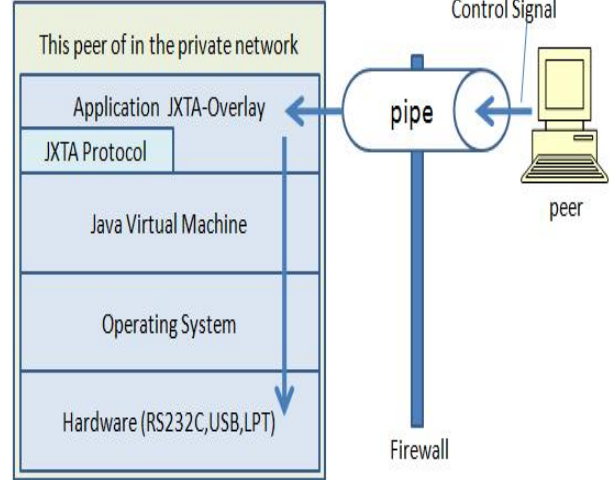 Control Signal
This peer of in the private network
Application JXTA-Overlay
pipe
JXTA Protocol
peer
Java Virtual Machine
Operating System
Hardware (RS232C,USB,LPT)
Firewall